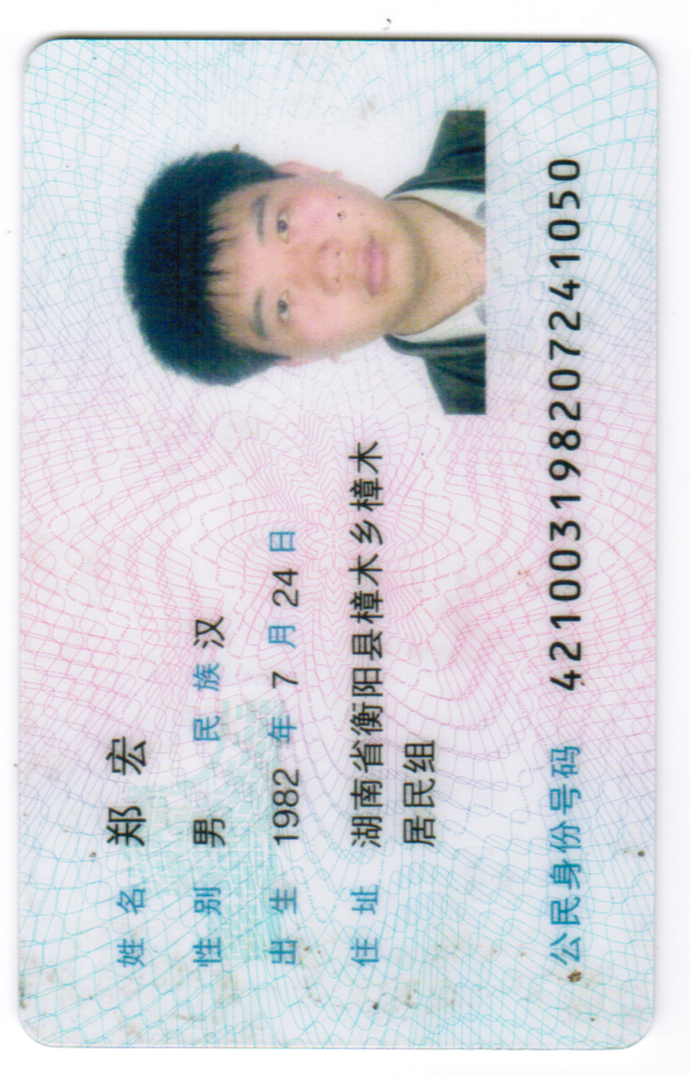 姓名 郑宏
性别 男 民族 汉
出生 1982 年 7 月 24 日
住址 湖南省衡阳县樟木乡樟木
居民组
公民身份号码 421003198207241050